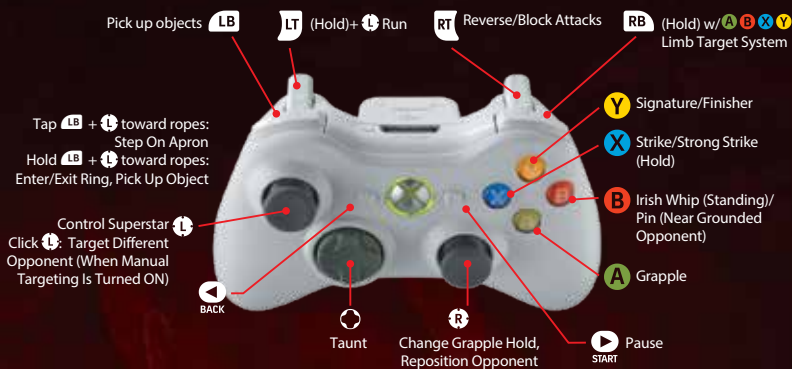 Pick up objects LB
LT (Hold)+ L Run
RT Reverse/Block Attacks
RB (Hold) w/ A B X Y
Limb Target System
Tap LB + L toward ropes:
Step On Apron
Hold LB + L toward ropes:
Enter/Exit Ring, Pick Up Object
Control Superstar L
Click L: Target Different
Opponent (When Manual
Targeting Is Turned ON)
BACK
Taunt
R
Change Grapple Hold,
Reposition Opponent
START Pause
Y Signature/Finisher
X Strike/Strong Strike
(Hold)
B Irish Whip (Standing)/
Pin (Near Grounded
Opponent)
A Grapple
X
B